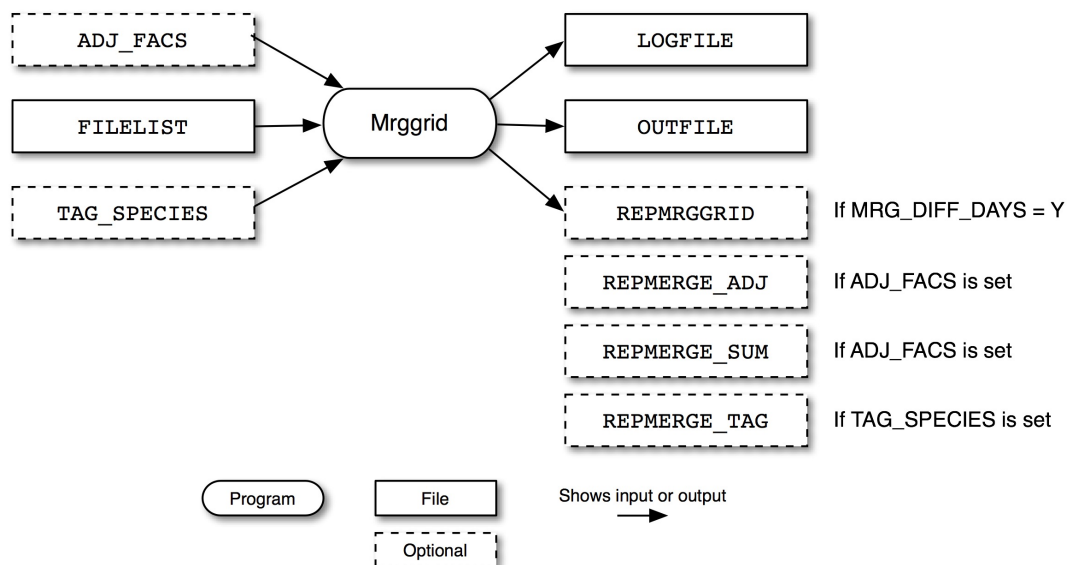 ADJ_FACS
FILELIST
TAG_SPECIES
Mrggrid
LOGFILE
OUTFILE
REPMRGGRID
If MRG_DIFF_DAYS = Y
REPMERGE_ADJ
If ADJ_FACS is set
REPMERGE_SUM
If ADJ_FACS is set
REPMERGE_TAG
If TAG_SPECIES is set
Program
File
Shows input or output
Optional